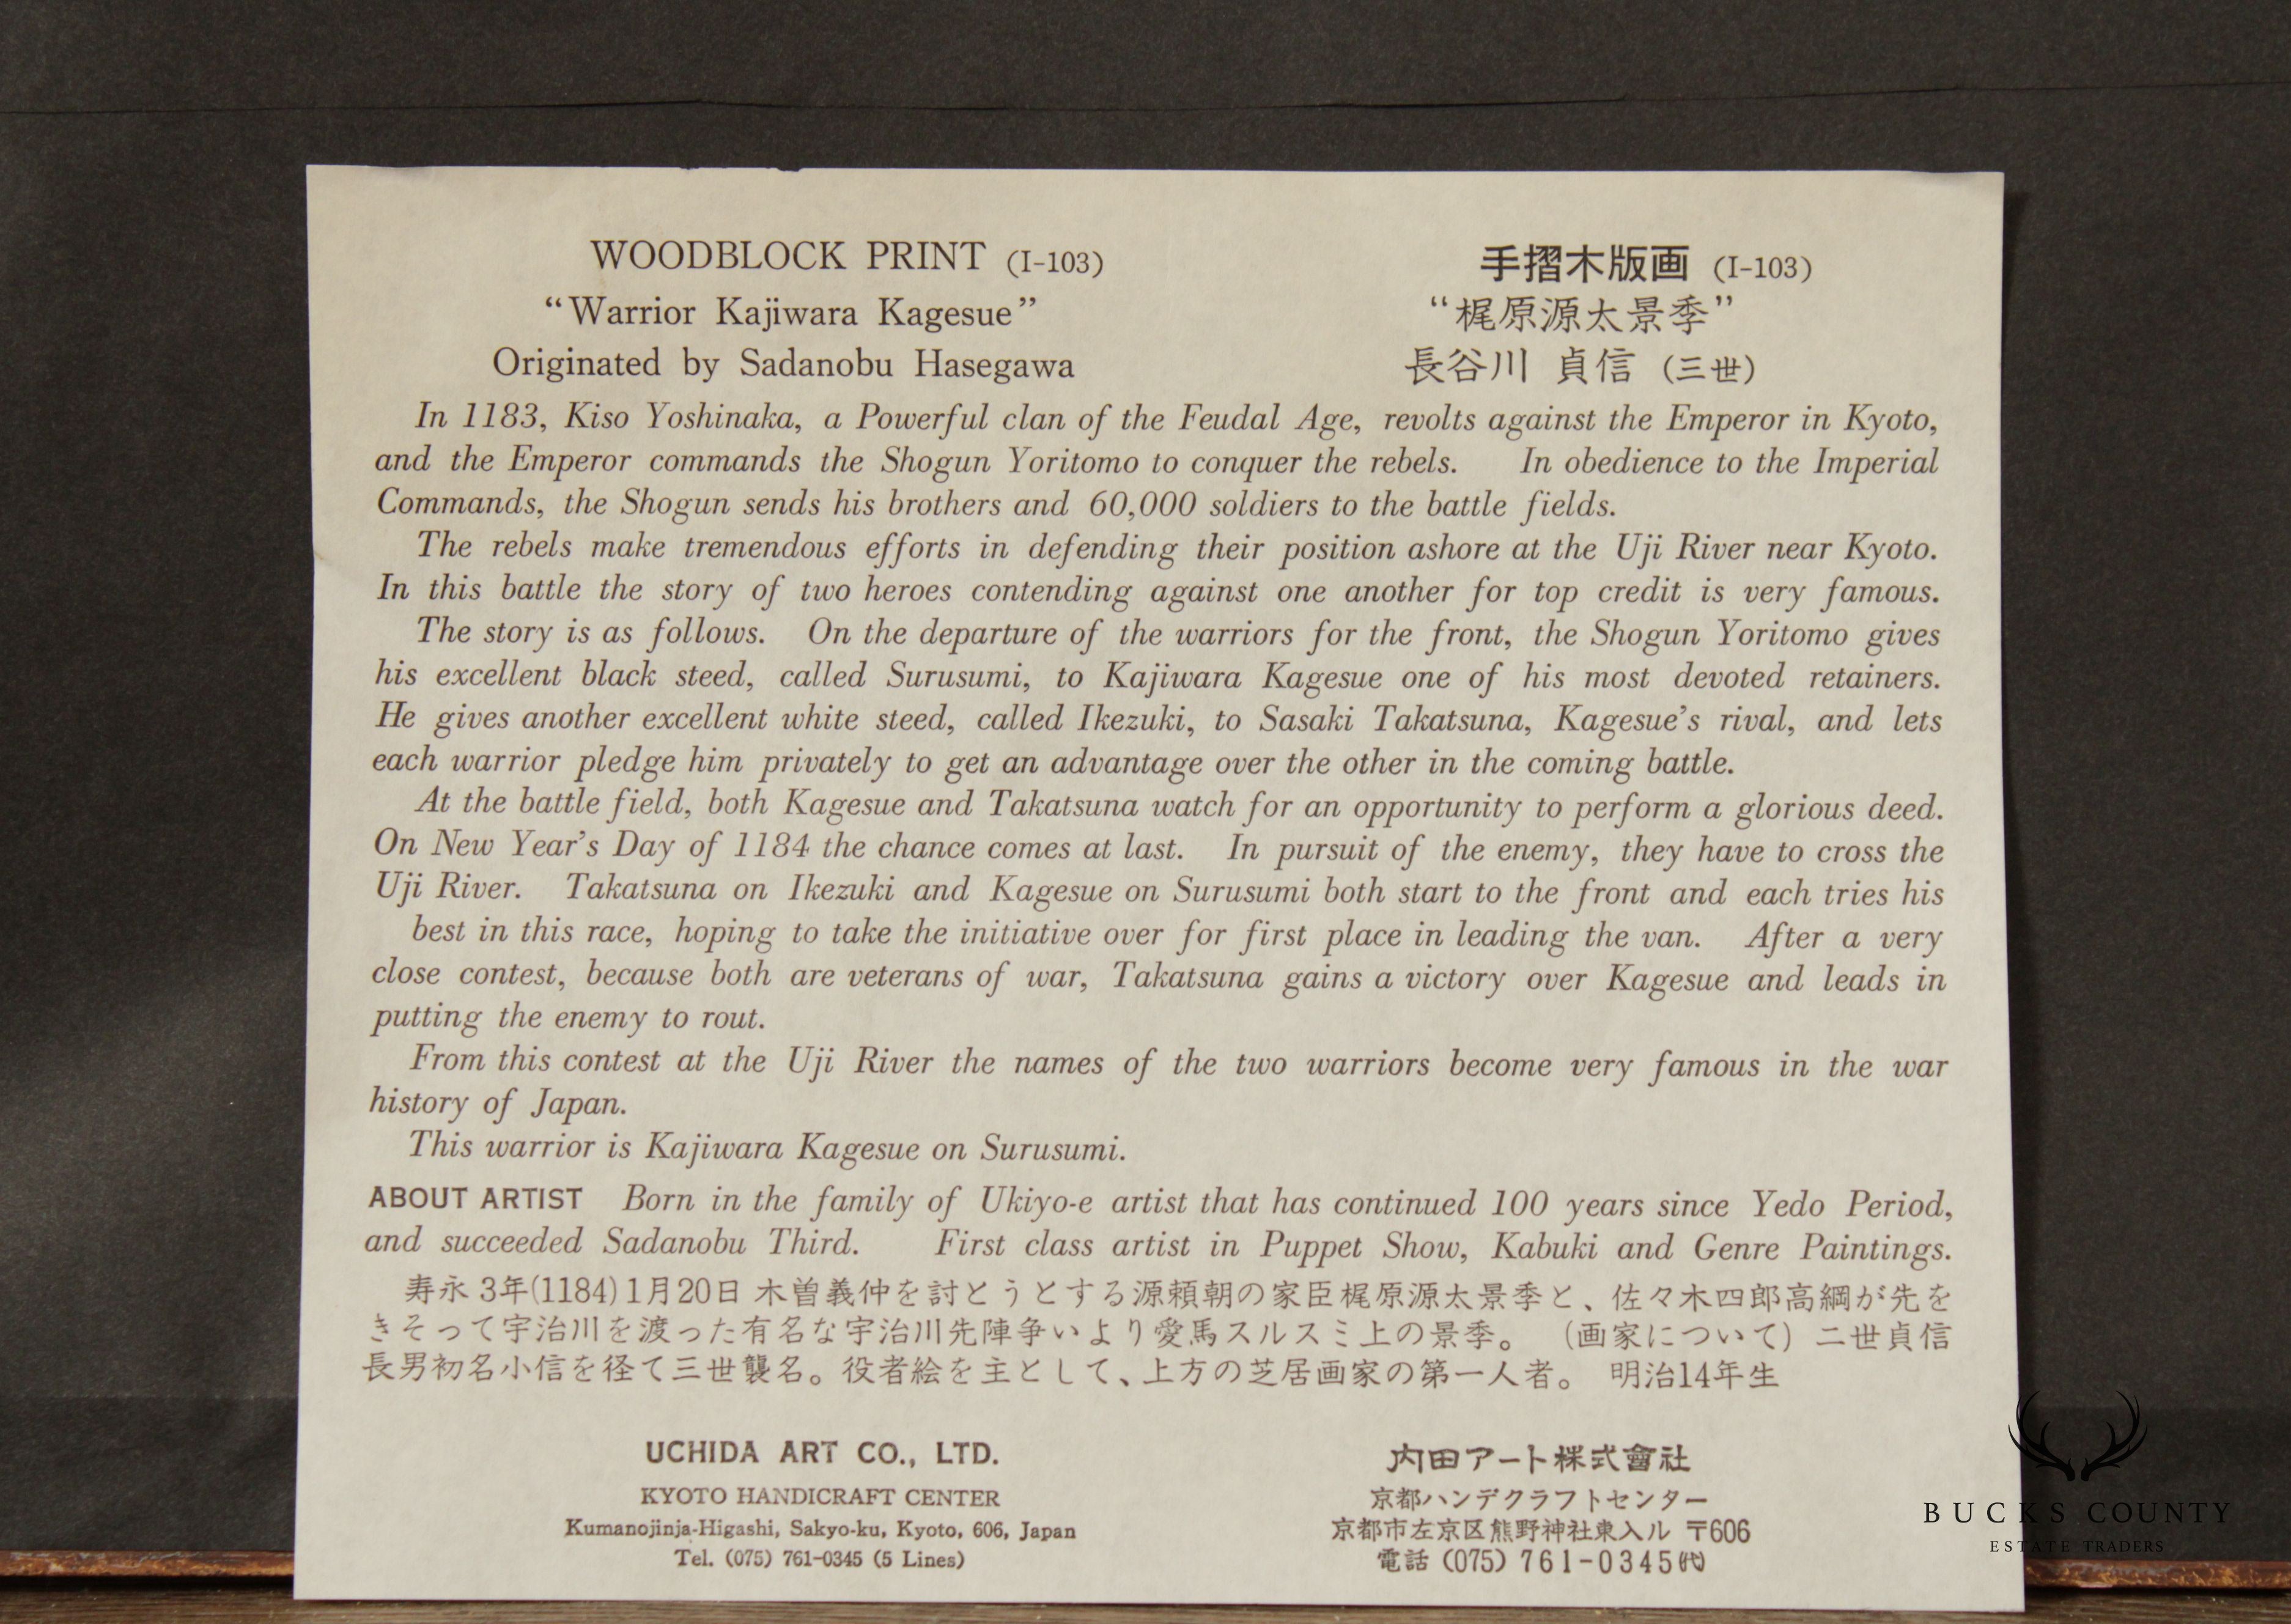 WOODBLOCK PRINT (I-103)
“Warrior Kajiwara Kagesue”
Originated by Sadanobu Hasegawa
手摺木版画 (I-103)
“梶原源太景季”
長谷川 貞信 (三世)
In 1183, Kiso Yoshinaka, a Powerful clan of the Feudal Age, revolts against the Emperor in Kyoto,
and the Emperor commands the Shogun Yoritomo to conquer the rebels. In obedience to the Imperial
Commands, the Shogun sends his brothers and 60,000 soldiers to the battle fields.
The rebels make tremendous efforts in defending their position ashore at the Uji River near Kyoto.
In this battle the story of two heroes contending against one another for top credit is very famous.
The story is as follows. On the departure of the warriors for the front, the Shogun Yoritomo gives
his excellent black steed, called Surusumi, to Kajiwara Kagesue one of his most devoted retainers.
He gives another excellent white steed, called Ikezuki, to Sasaki Takatsuna, Kagesue’s rival, and lets
each warrior pledge him privately to get an advantage over the other in the coming battle.
At the battle field, both Kagesue and Takatsuna watch for an opportunity to perform a glorious deed.
On New Year’s Day of 1184 the chance comes at last. In pursuit of the enemy, they have to cross the
Uji River. Takatsuna on Ikezuki and Kagesue on Surusumi both start to the front and each tries his
best in this race, hoping to take the initiative over for first place in leading the van. After a very
close contest, because both are veterans of war, Takatsuna gains a victory over Kagesue and leads in
putting the enemy to rout.
From this contest at the Uji River the names of the two warriors become very famous in the war
history of Japan.
This warrior is Kajiwara Kagesue on Surusumi.
ABOUT ARTIST Born in the family of Ukiyo-e artist that has continued 100 years since Yedo Period,
and succeeded Sadanobu Third. First class artist in Puppet Show, Kabuki and Genre Paintings.
寿永 3年(1184)1月20日 木曽義仲を討とうとする源頼朝の家臣梶原源太景季と、佐々木四郎高綱が先を
きそって宇治川を渡った有名な宇治川先陣争いより愛馬スルスミ上の景季。 (画家について) 二世貞信
長男初名小信を径て三世襲名。役者絵を主として、上方の芝居画家の第一人者。 明治14年生
UCHIDA ART CO., LTD.
KYOTO HANDICRAFT CENTER
Kumanojinja-Higashi, Sakyo-ku, Kyoto, 606, Japan
Tel. (075) 761-0345 (5 Lines)
内田アート株式會社
京都ハンデクラフトセンター
京都市左京区熊野神社東入ル 〒606
電話 (075) 761-0345㈹
BUCKS COUNTY
ESTATE TRADERS